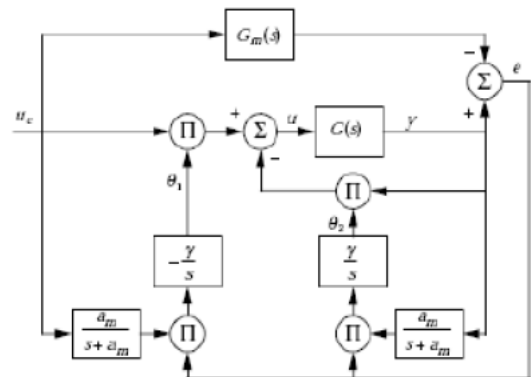 G_m(s)
−
e
Σ
u_c
+
Π
+
Σ
u
G(s)
y
−
Π
θ_1
θ_2
−γ/s
γ/s
a_m/(s + a_m)
Π
Π
a_m/(s + a_m)